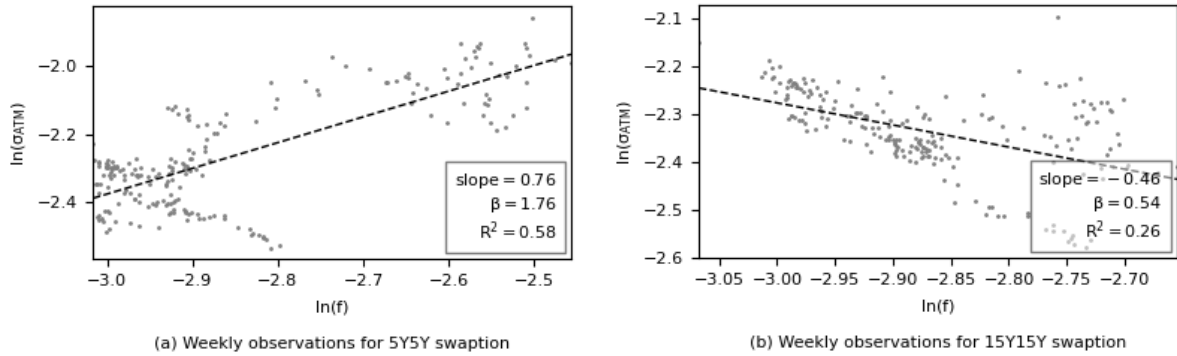 −2.0
−2.2
−2.4
ln(σATM)
slope = 0.76
β = 1.76
R² = 0.58
−3.0 −2.9 −2.8 −2.7 −2.6 −2.5
ln(f)
(a) Weekly observations for 5Y5Y swaption
−2.1
−2.2
−2.3
−2.4
−2.5
−2.6
ln(σATM)
slope = −0.46
β = 0.54
R² = 0.26
−3.05 −3.00 −2.95 −2.90 −2.85 −2.80 −2.75 −2.70
ln(f)
(b) Weekly observations for 15Y15Y swaption